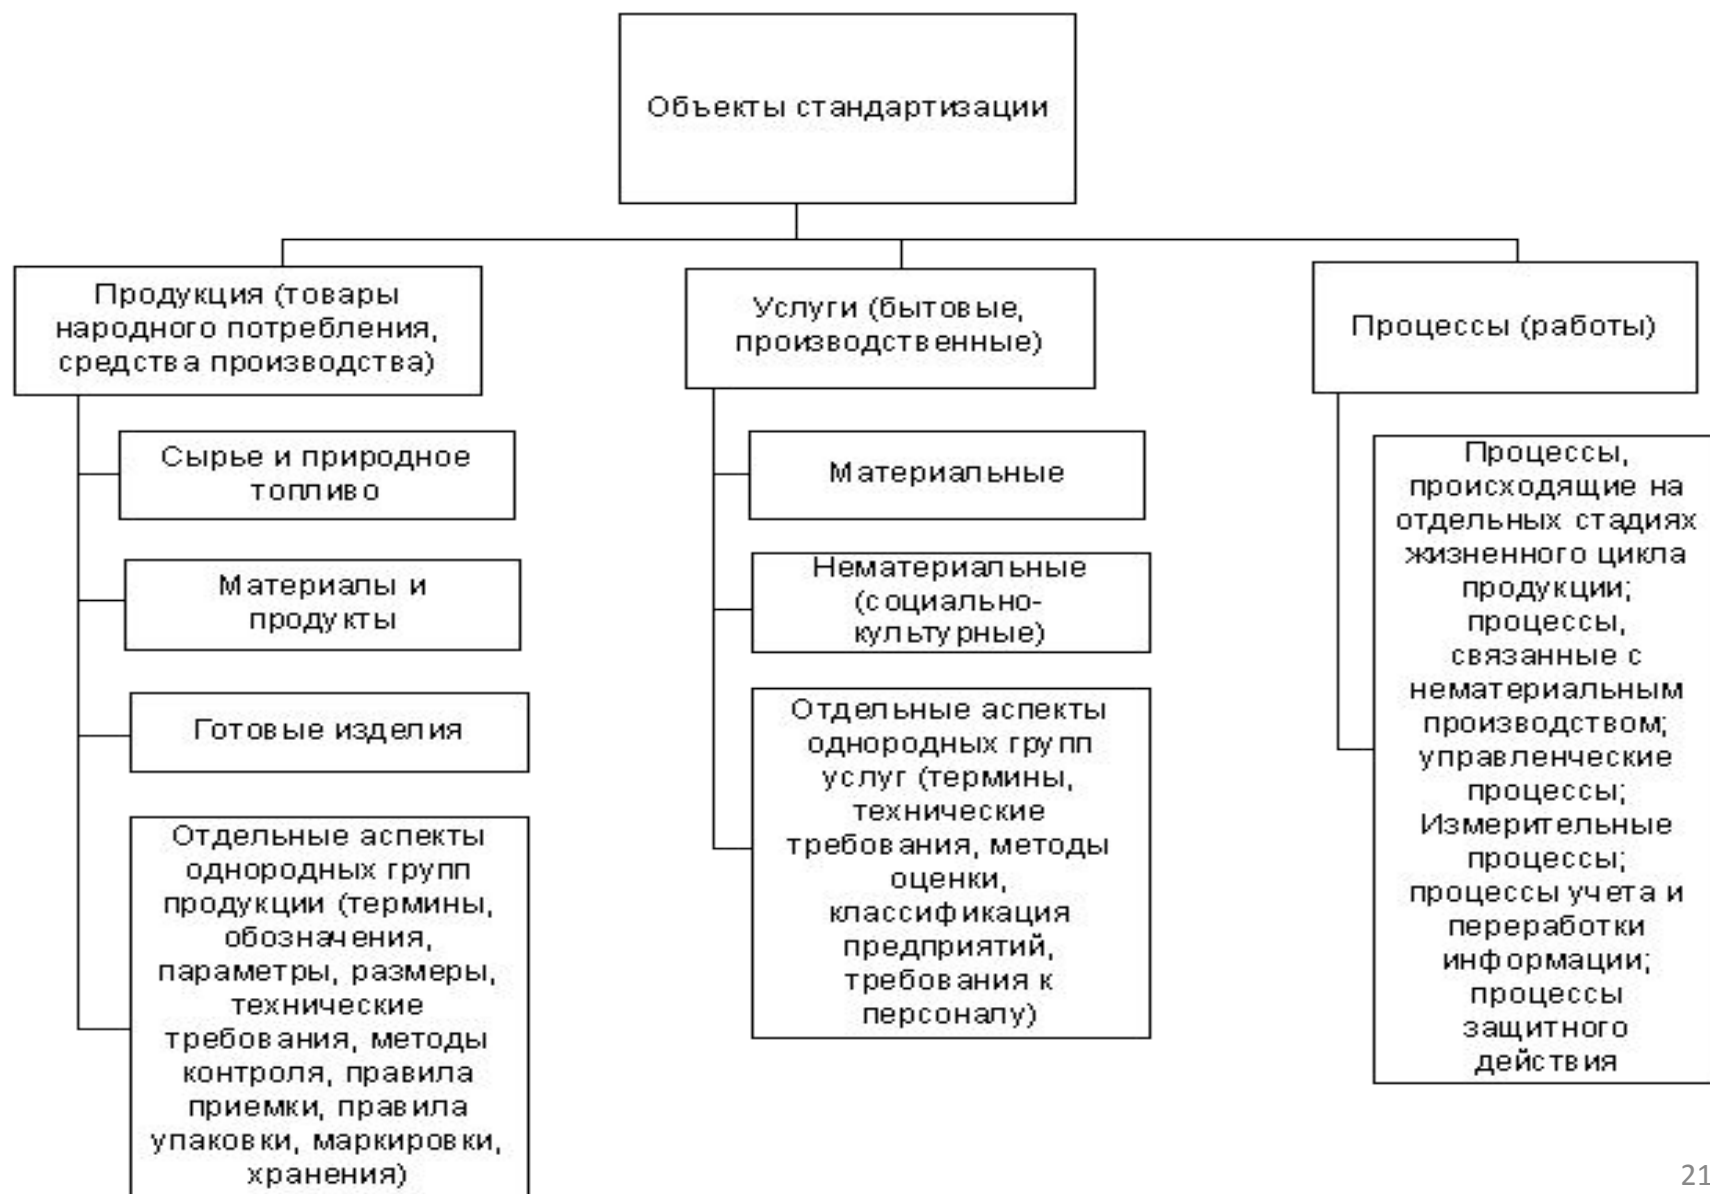 Объекты стандартизации
Продукция (товары
народного потребления,
средства производства)
Сырье и природное
топливо
Материалы и
продукты
Готовые изделия
Отдельные аспекты
однородных групп
продукции (термины,
обозначения,
параметры, размеры,
технические
требования, методы
контроля, правила
приемки, правила
упаковки, маркировки,
хранения)
Услуги (бытовые,
производственные)
Материальные
Нематериальные
(социально-
культурные)
Отдельные аспекты
однородных групп
услуг (термины,
технические
требования, методы
оценки,
классификация
предприятий,
требования к
персоналу)
Процессы (работы)
Процессы,
происходящие на
отдельных стадиях
жизненного цикла
продукции;
процессы,
связанные с
нематериальным
производством;
управленческие
процессы;
Измерительные
процессы;
процессы учета и
переработки
информации;
процессы
защитного
действия
21